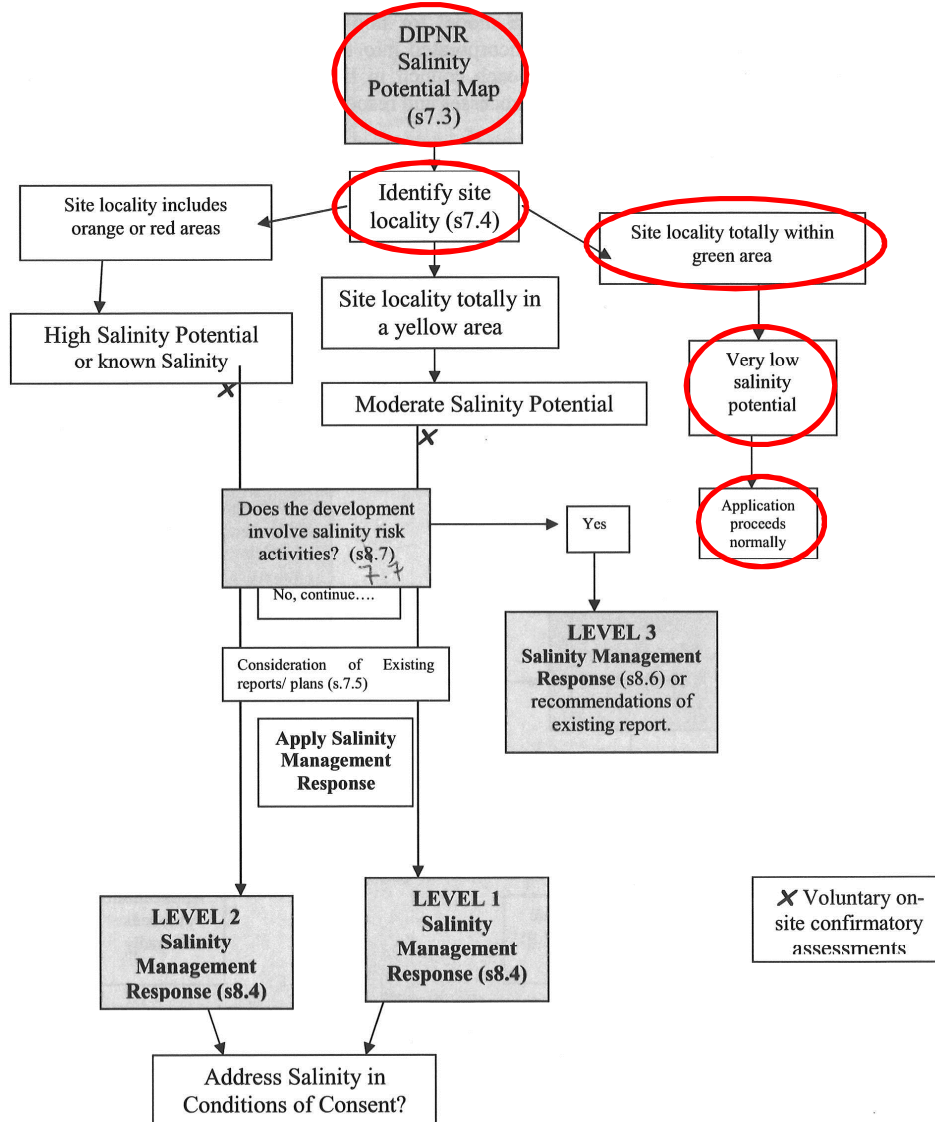 DIPNR
Salinity
Potential Map
(s7.3)
Identify site
locality (s7.4)
Site locality includes
orange or red areas
Site locality totally within
green area
Site locality totally in
a yellow area
High Salinity Potential
or known Salinity
Very low
salinity
potential
Moderate Salinity Potential
Application
proceeds
normally
Does the development
involve salinity risk
activities? (s8.7)
7.7
Yes
No, continue….
LEVEL 3
Salinity Management
Response (s8.6) or
recommendations of
existing report.
Consideration of Existing
reports/ plans (s.7.5)
Apply Salinity
Management
Response
LEVEL 2
Salinity
Management
Response (s8.4)
LEVEL 1
Salinity
Management
Response (s8.4)
✗ Voluntary on-
site confirmatory
assessments
Address Salinity in
Conditions of Consent?